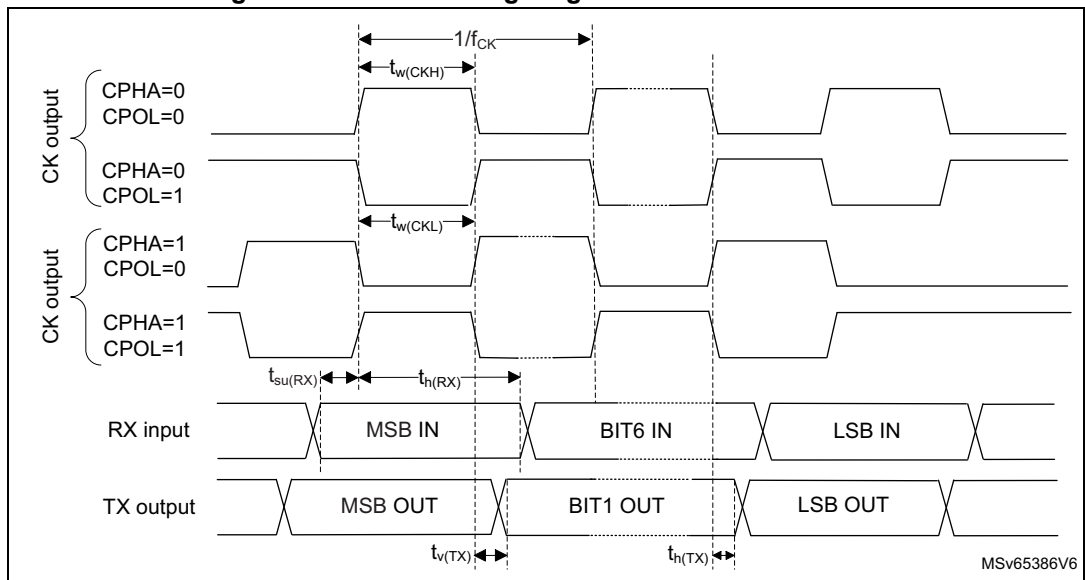 1/fCK
tw(CKH)
CK output
CPHA=0
CPOL=0
CPHA=0
CPOL=1
tw(CKL)
CK output
CPHA=1
CPOL=0
CPHA=1
CPOL=1
tsu(RX)
th(RX)
RX input
MSB IN
BIT6 IN
LSB IN
TX output
MSB OUT
BIT1 OUT
LSB OUT
tv(TX)
th(TX)
MSv65386V6